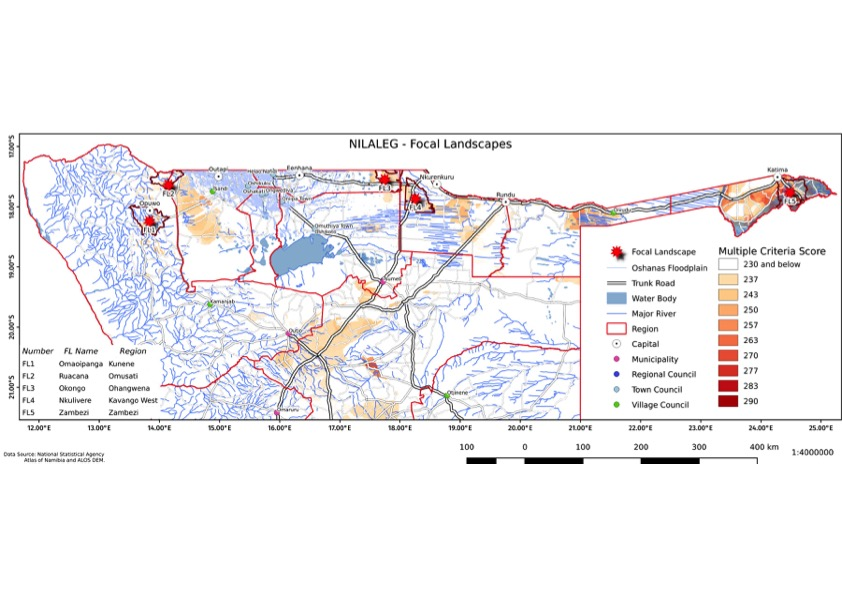 NILALEG - Focal Landscapes
17.00°S
18.00°S
19.00°S
20.00°S
21.00°S
Outapi
Eenhana
Nkurenkuru
Rundu
Katima
Opuwo
FL2
FL1
FL3
FL4
FL5
Omuthiya Town
Tsumeb
Kamanjab
Outjo
Omaruru
Otjinene
Number FL Name Region
FL1 Omaoipanga Kunene
FL2 Ruacana Omusati
FL3 Okongo Ohangwena
FL4 Nkulivere Kavango West
FL5 Zambezi Zambezi
Focal Landscape
Oshanas Floodplain
Trunk Road
Water Body
Major River
Region
Capital
Municipality
Regional Council
Town Council
Village Council
Multiple Criteria Score
230 and below
237
243
250
257
263
270
277
283
290
12.00°E 13.00°E 14.00°E 15.00°E 16.00°E 17.00°E 18.00°E 19.00°E 20.00°E 21.00°E 22.00°E 23.00°E 24.00°E 25.00°E
100 0 100 200 300 400 km
1:4000000
Data Source: National Statistical Agency
Atlas of Namibia and ALOS DEM.